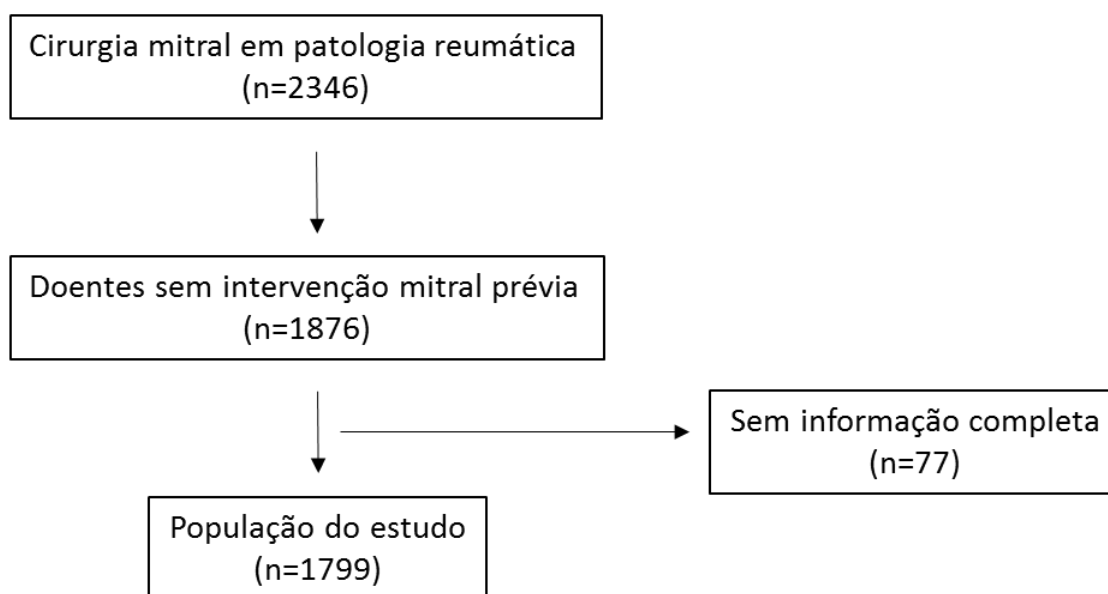 Cirurgia mitral em patologia reumática
(n=2346)
Doentes sem intervenção mitral prévia
(n=1876)
Sem informação completa
(n=77)
População do estudo
(n=1799)